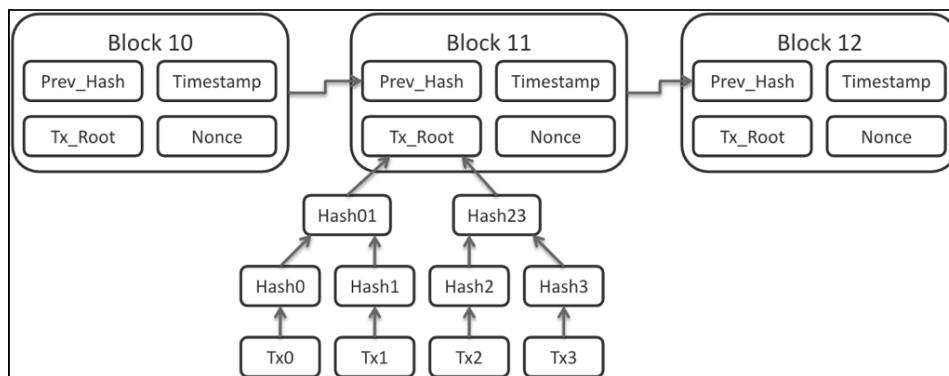 Block 10 Block 11 Block 12
Prev_Hash Timestamp Prev_Hash Timestamp Prev_Hash Timestamp
Tx_Root Nonce Tx_Root Nonce Tx_Root Nonce
Hash01 Hash23
Hash0 Hash1 Hash2 Hash3
Tx0 Tx1 Tx2 Tx3